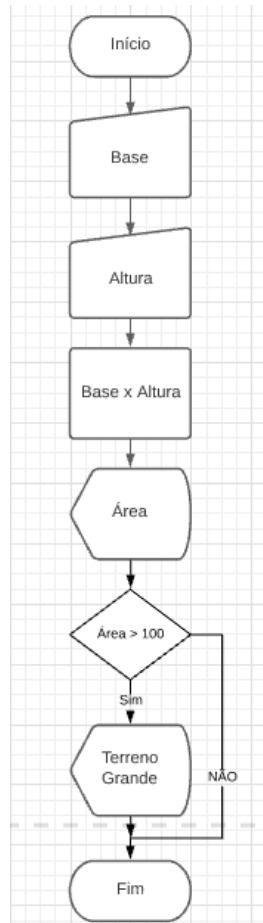 Início
Base
Altura
Base x Altura
Área
Área > 100
Sim
Terreno
Grande
NÃO
Fim